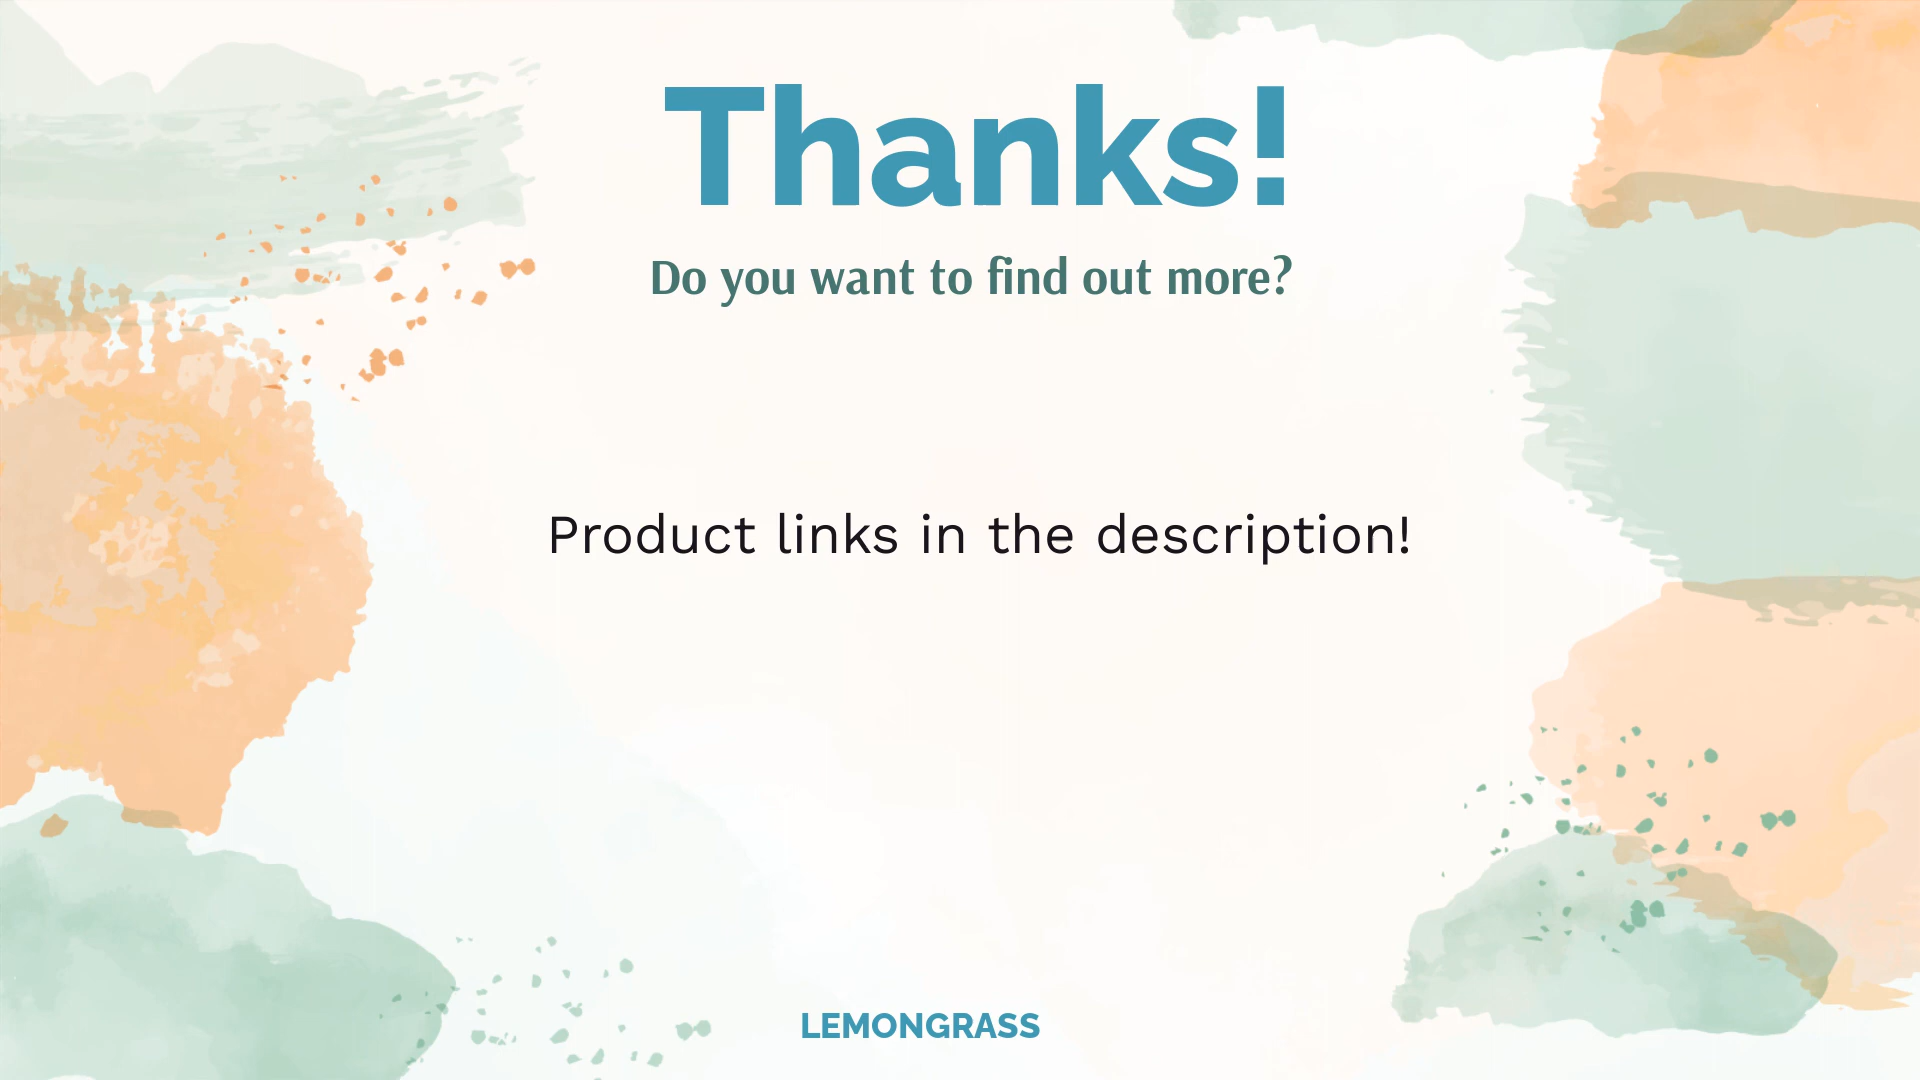 Thanks!
Do you want to find out more?
Product links in the description!
LEMONGRASS